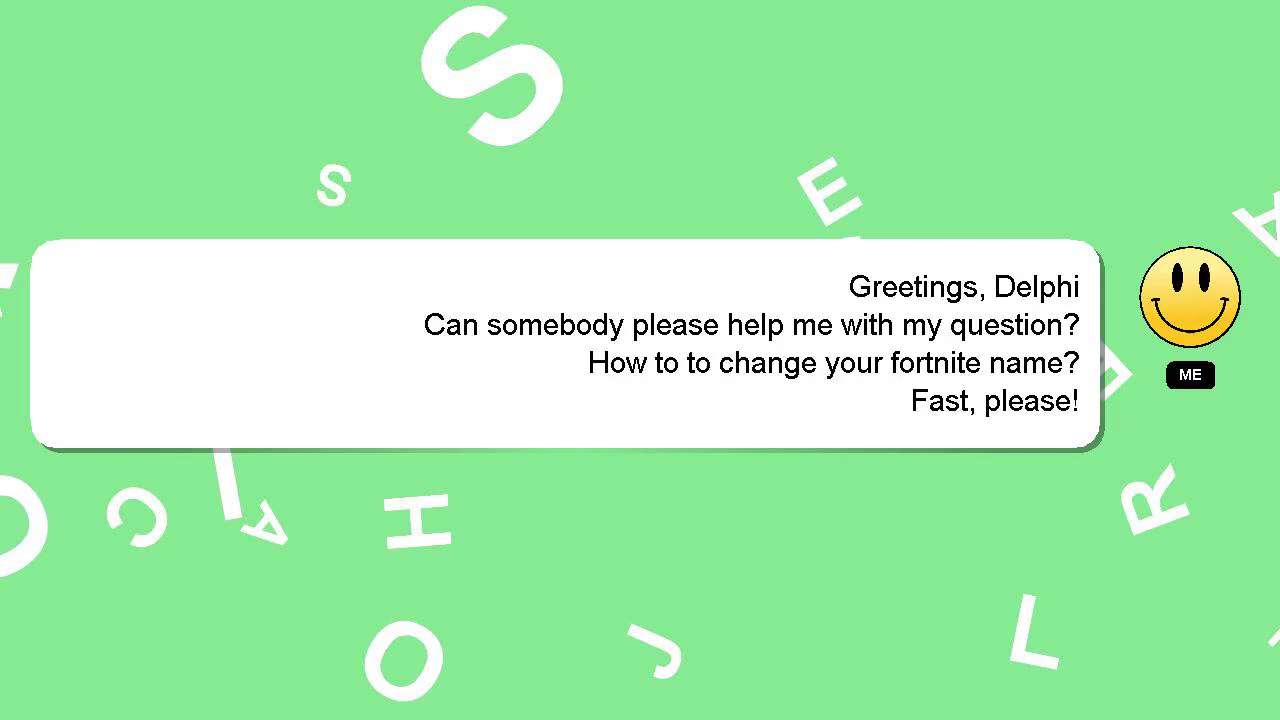 Greetings, Delphi
Can somebody please help me with my question?
How to to change your fortnite name?
Fast, please!
ME
S
S
E
A
E
C
I
A
H
R
O
J
L